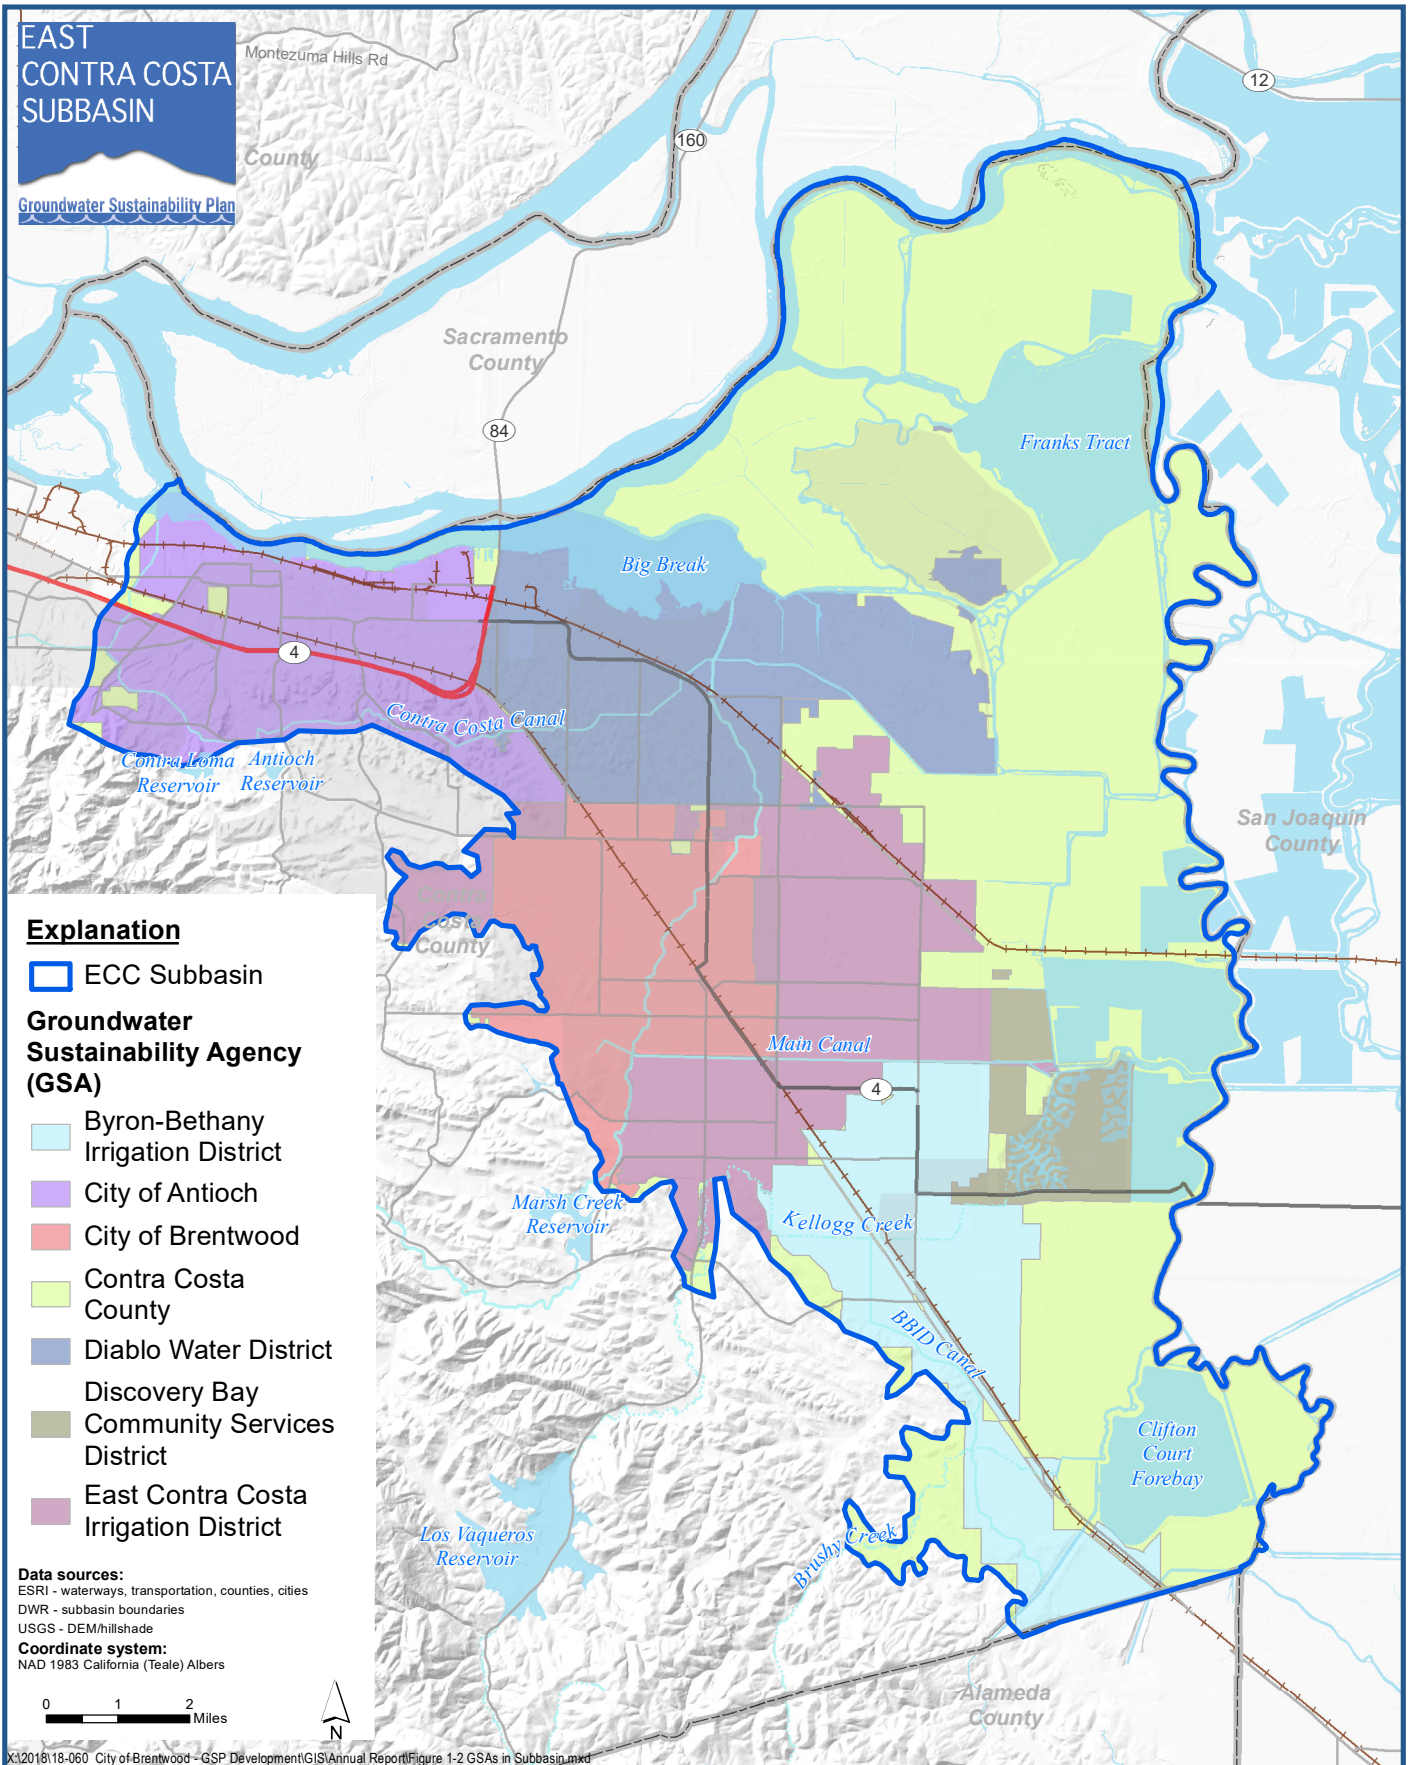 EAST
CONTRA COSTA
SUBBASIN
Groundwater Sustainability Plan
Montezuma Hills Rd
County
12
160
Sacramento
County
84
Franks Tract
Big Break
4
Contra Costa Canal
Contra Loma
Reservoir
Antioch
Reservoir
San Joaquin
County
Contra
Costa
County
Main Canal
4
Marsh Creek
Reservoir
Kellogg Creek
BBID Canal
Clifton
Court
Forebay
Los Vaqueros
Reservoir
Brushy Creek
Alameda
County
Explanation
ECC Subbasin
Groundwater
Sustainability Agency
(GSA)
Byron-Bethany
Irrigation District
City of Antioch
City of Brentwood
Contra Costa
County
Diablo Water District
Discovery Bay
Community Services
District
East Contra Costa
Irrigation District
Data sources:
ESRI - waterways, transportation, counties, cities
DWR - subbasin boundaries
USGS - DEM/hillshade
Coordinate system:
NAD 1983 California (Teale) Albers
0 1 2
Miles
N
X:\2018\18-060 City of Brentwood - GSP Development\GIS\Annual Report\Figure 1-2 GSAs in Subbasin.mxd